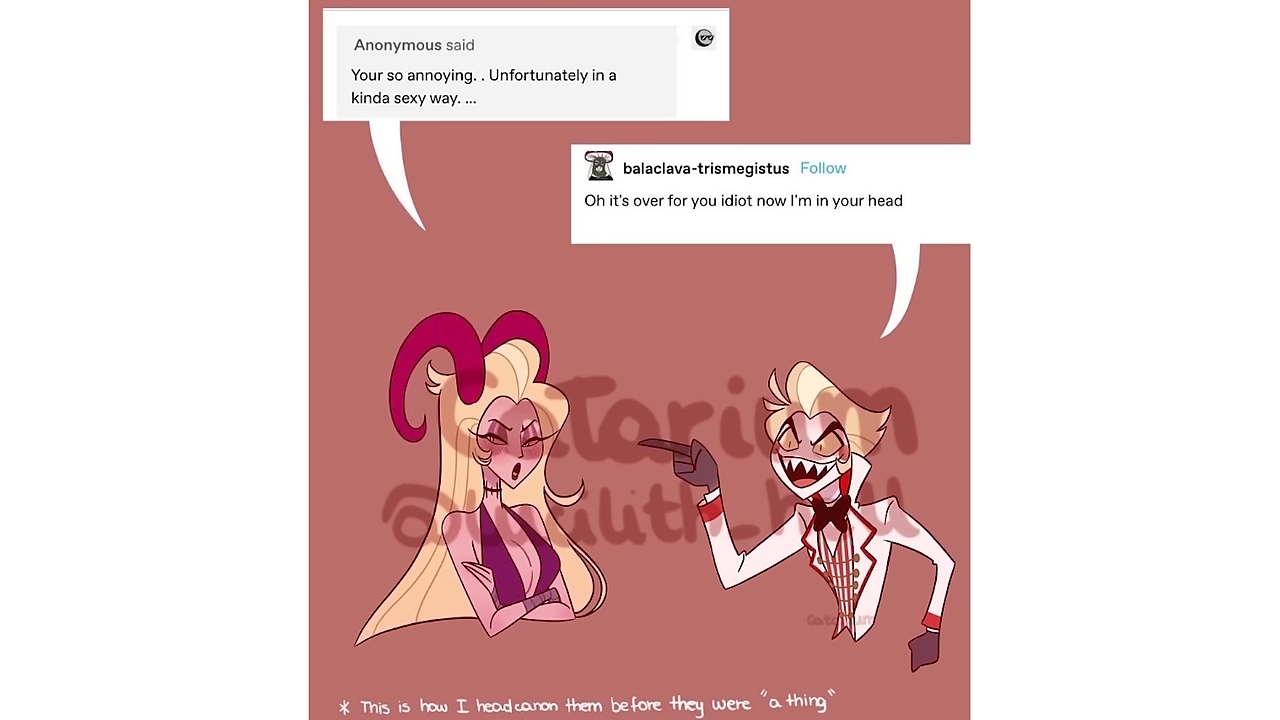 Anonymous said
Your so annoying. . Unfortunately in a
kinda sexy way. ...
balaclava-trismegistus Follow
Oh it's over for you idiot now I'm in your head
Catarium
* This is how I headcanon them before they were "a thing"